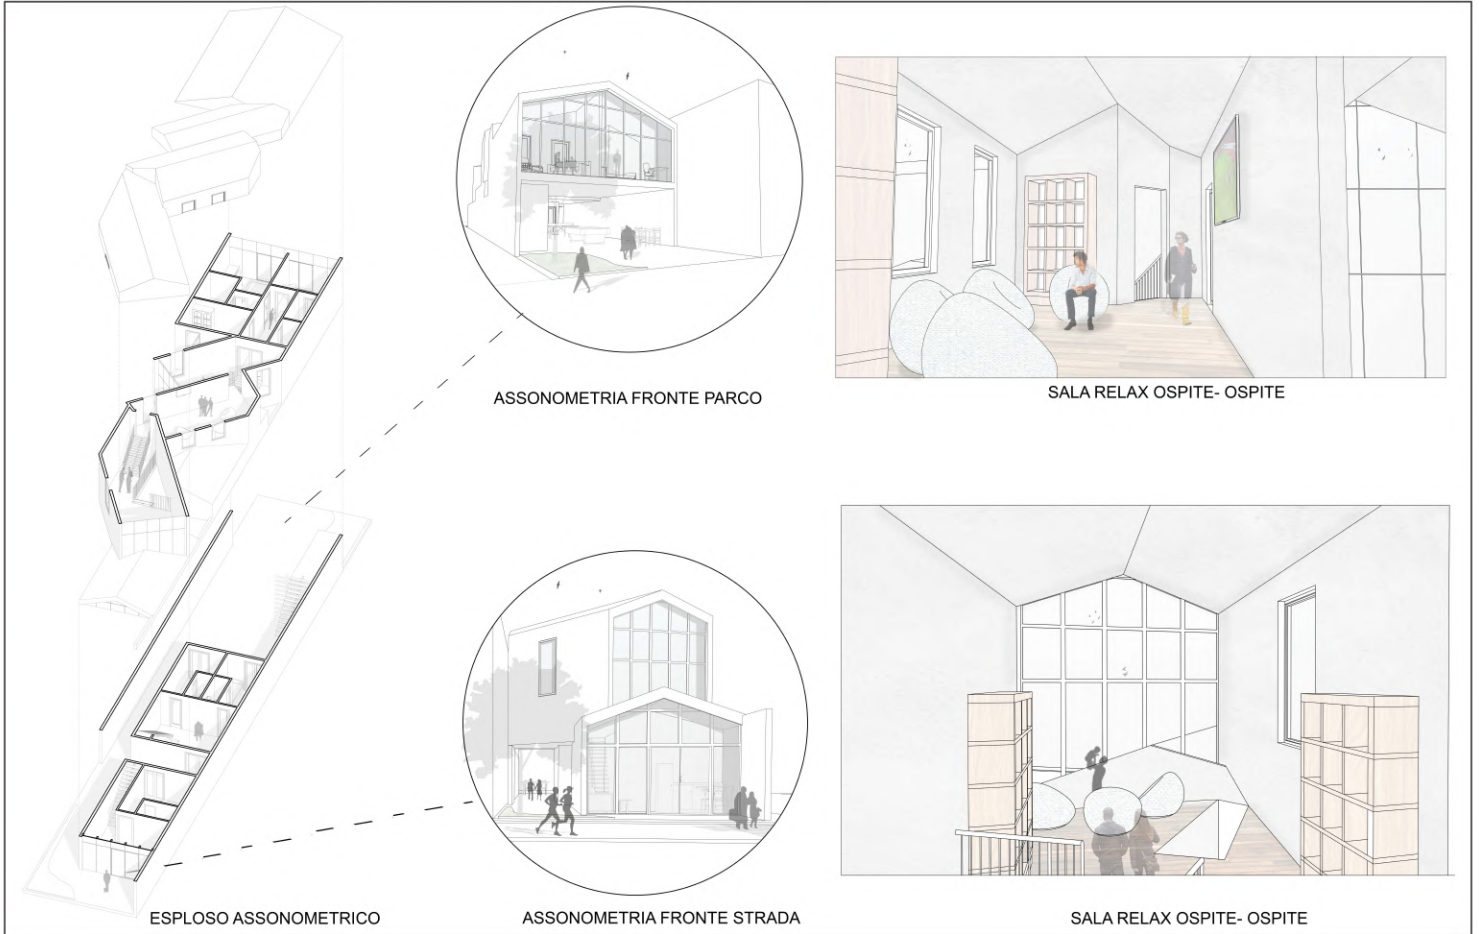 ASSONOMETRIA FRONTE PARCO
SALA RELAX OSPITE- OSPITE
ESPLOSO ASSONOMETRICO
ASSONOMETRIA FRONTE STRADA
SALA RELAX OSPITE- OSPITE